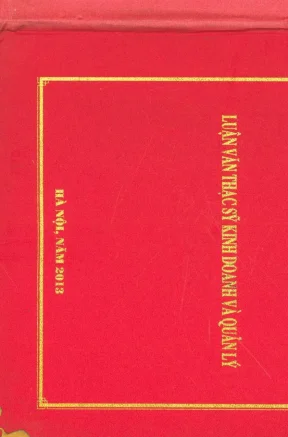 LUẬN VĂN THẠC SỸ KINH DOANH VÀ QUẢN LÝ
HÀ NỘI, NĂM 2013